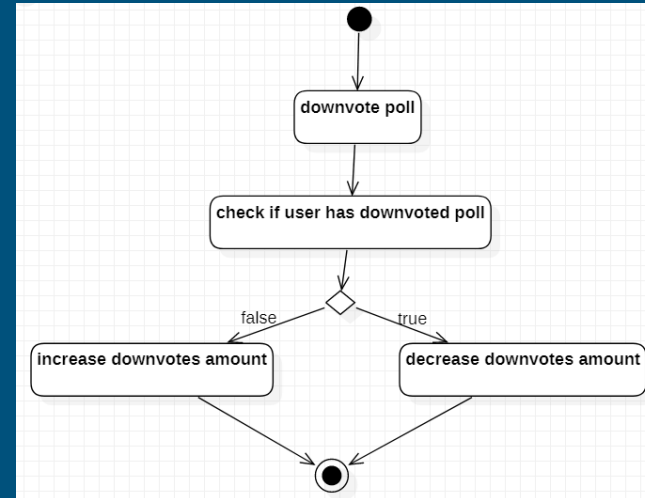 downvote poll
check if user has downvoted poll
false
true
increase downvotes amount
decrease downvotes amount